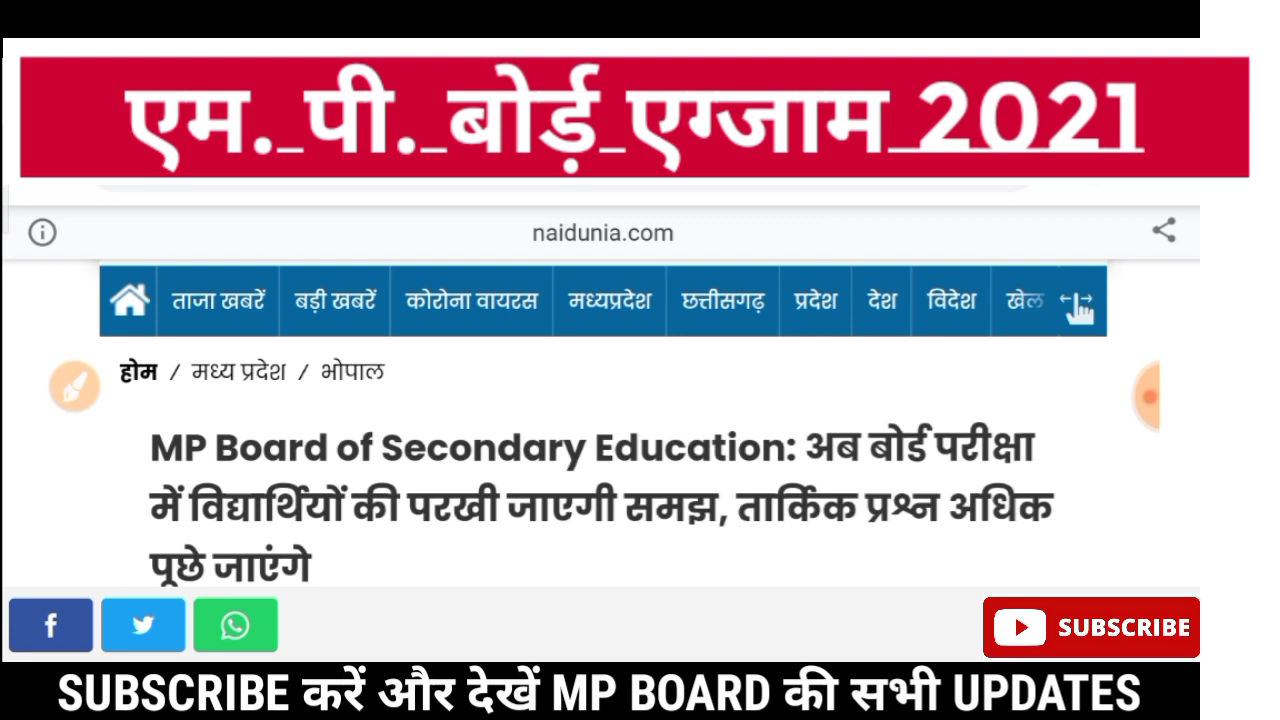 एम._पी._बोर्ड़_एग्जाम_2021
naidunia.com
ताजा खबरें बड़ी खबरें कोरोना वायरस मध्यप्रदेश छत्तीसगढ़ प्रदेश देश विदेश खेल
होम / मध्य प्रदेश / भोपाल
MP Board of Secondary Education: अब बोर्ड परीक्षा
में विद्यार्थियों की परखी जाएगी समझ, तार्किक प्रश्न अधिक
पूछे जाएंगे
SUBSCRIBE
SUBSCRIBE करें और देखें MP BOARD की सभी UPDATES